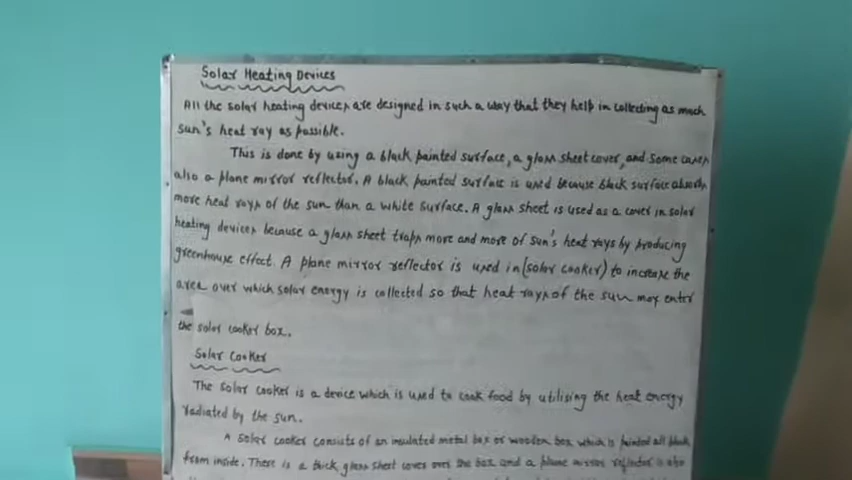 Solar Heating Devices
All the solar heating devices are designed in such a way that they help in collecting as much
sun's heat ray as possible.
This is done by using a black painted surface, a glass sheet cover, and some cases
also a plane mirror reflector. A black painted surface is used because black surface absorbs
more heat rays of the sun than a white surface. A glass sheet is used as a cover in solar
heating devices because a glass sheet traps more and more of sun's heat rays by producing
greenhouse effect. A plane mirror reflector is used in (solar cooker) to increase the
area over which solar energy is collected so that heat rays of the sun may enter
the solar cooker box.
Solar Cooker
The solar cooker is a device which is used to cook food by utilising the heat energy
radiated by the sun.
A solar cooker consists of an insulated metal box or wooden box which is painted all black
from inside. There is a thick glass sheet cover over the box and a plane mirror reflector is also